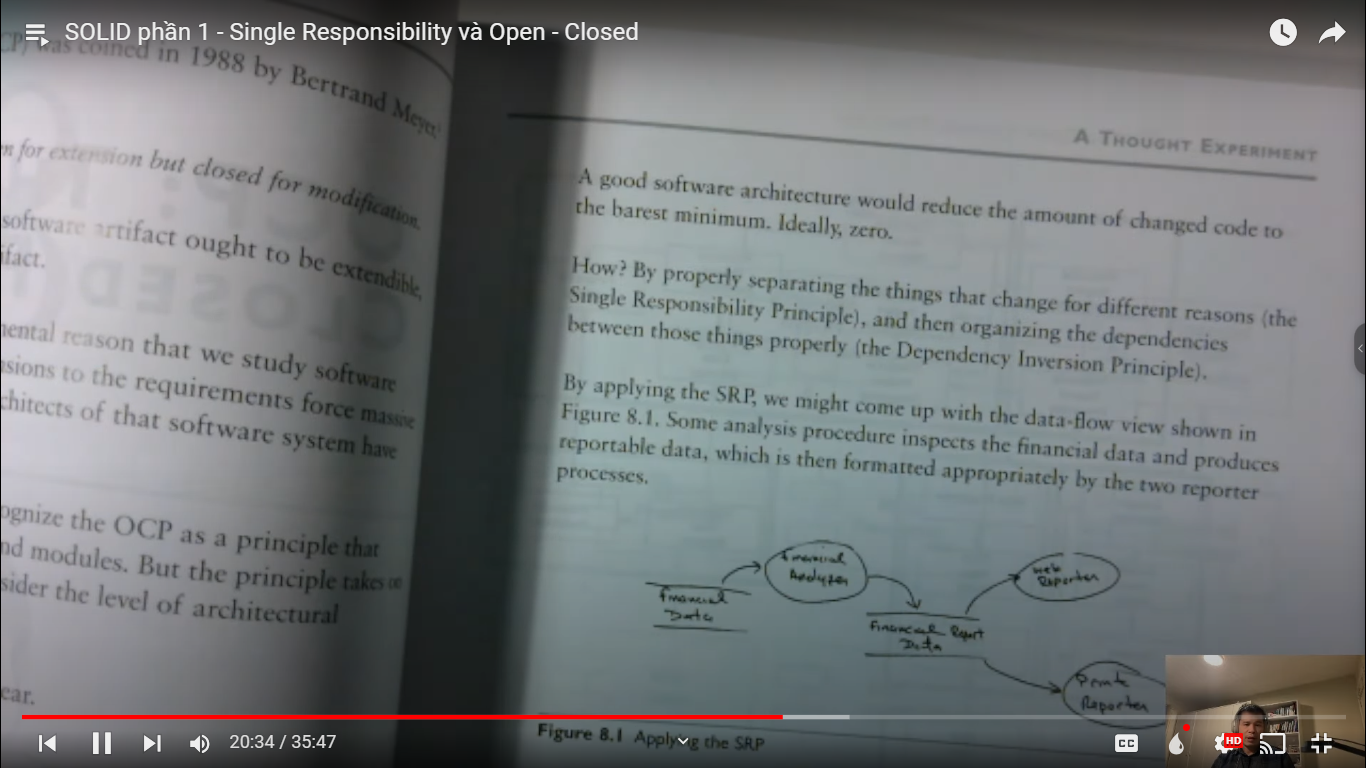 SOLID phần 1 - Single Responsibility và Open - Closed
CP) was coined in 1988 by Bertrand Meyer.
for extension but closed for modification.
software artifact ought to be extendible,
mental reason that we study software
to the requirements force massive
of that software system have
the OCP as a principle that
modules. But the principle takes on
the level of architectural
A THOUGHT EXPERIMENT
A good software architecture would reduce the amount of changed code to
the barest minimum. Ideally, zero.
How? By properly separating the things that change for different reasons (the
Single Responsibility Principle), and then organizing the dependencies
between those things properly (the Dependency Inversion Principle).
By applying the SRP, we might come up with the data-flow view shown in
Figure 8.1. Some analysis procedure inspects the financial data and produces
reportable data, which is then formatted appropriately by the two reporter
processes.
Financial
Analyzer
Web
Reporter
Financial
Data
Financial Report
Data
Reporter
Figure 8.1 Applying the SRP
20:34 / 35:47
CC
HD